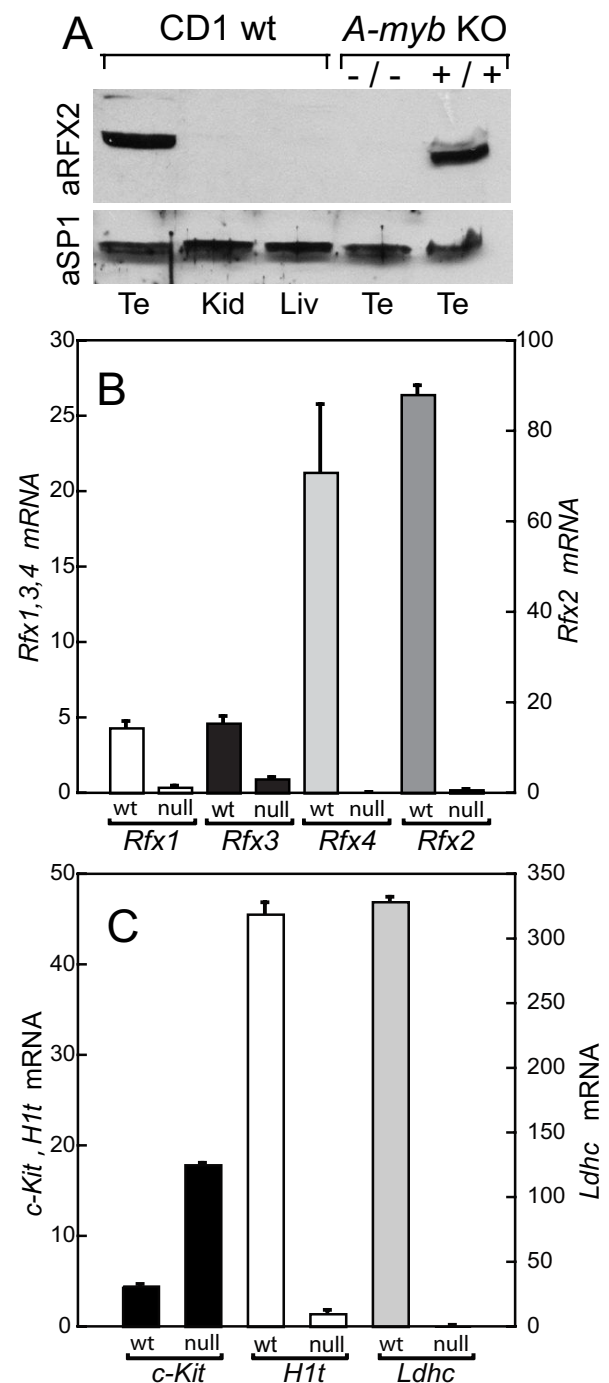 A
CD1 wt
A-myb KO
- / -
+ / +
aRFX2
aSP1
Te Kid Liv Te Te
B
30
25
20
15
10
5
0
Rfx1,3,4 mRNA
100
80
60
40
20
0
Rfx2 mRNA
wt null wt null wt null wt null
Rfx1 Rfx3 Rfx4 Rfx2
C
50
40
30
20
10
0
c-Kit , H1t mRNA
350
300
250
200
150
100
50
0
Ldhc mRNA
wt null wt null wt null
c-Kit H1t Ldhc